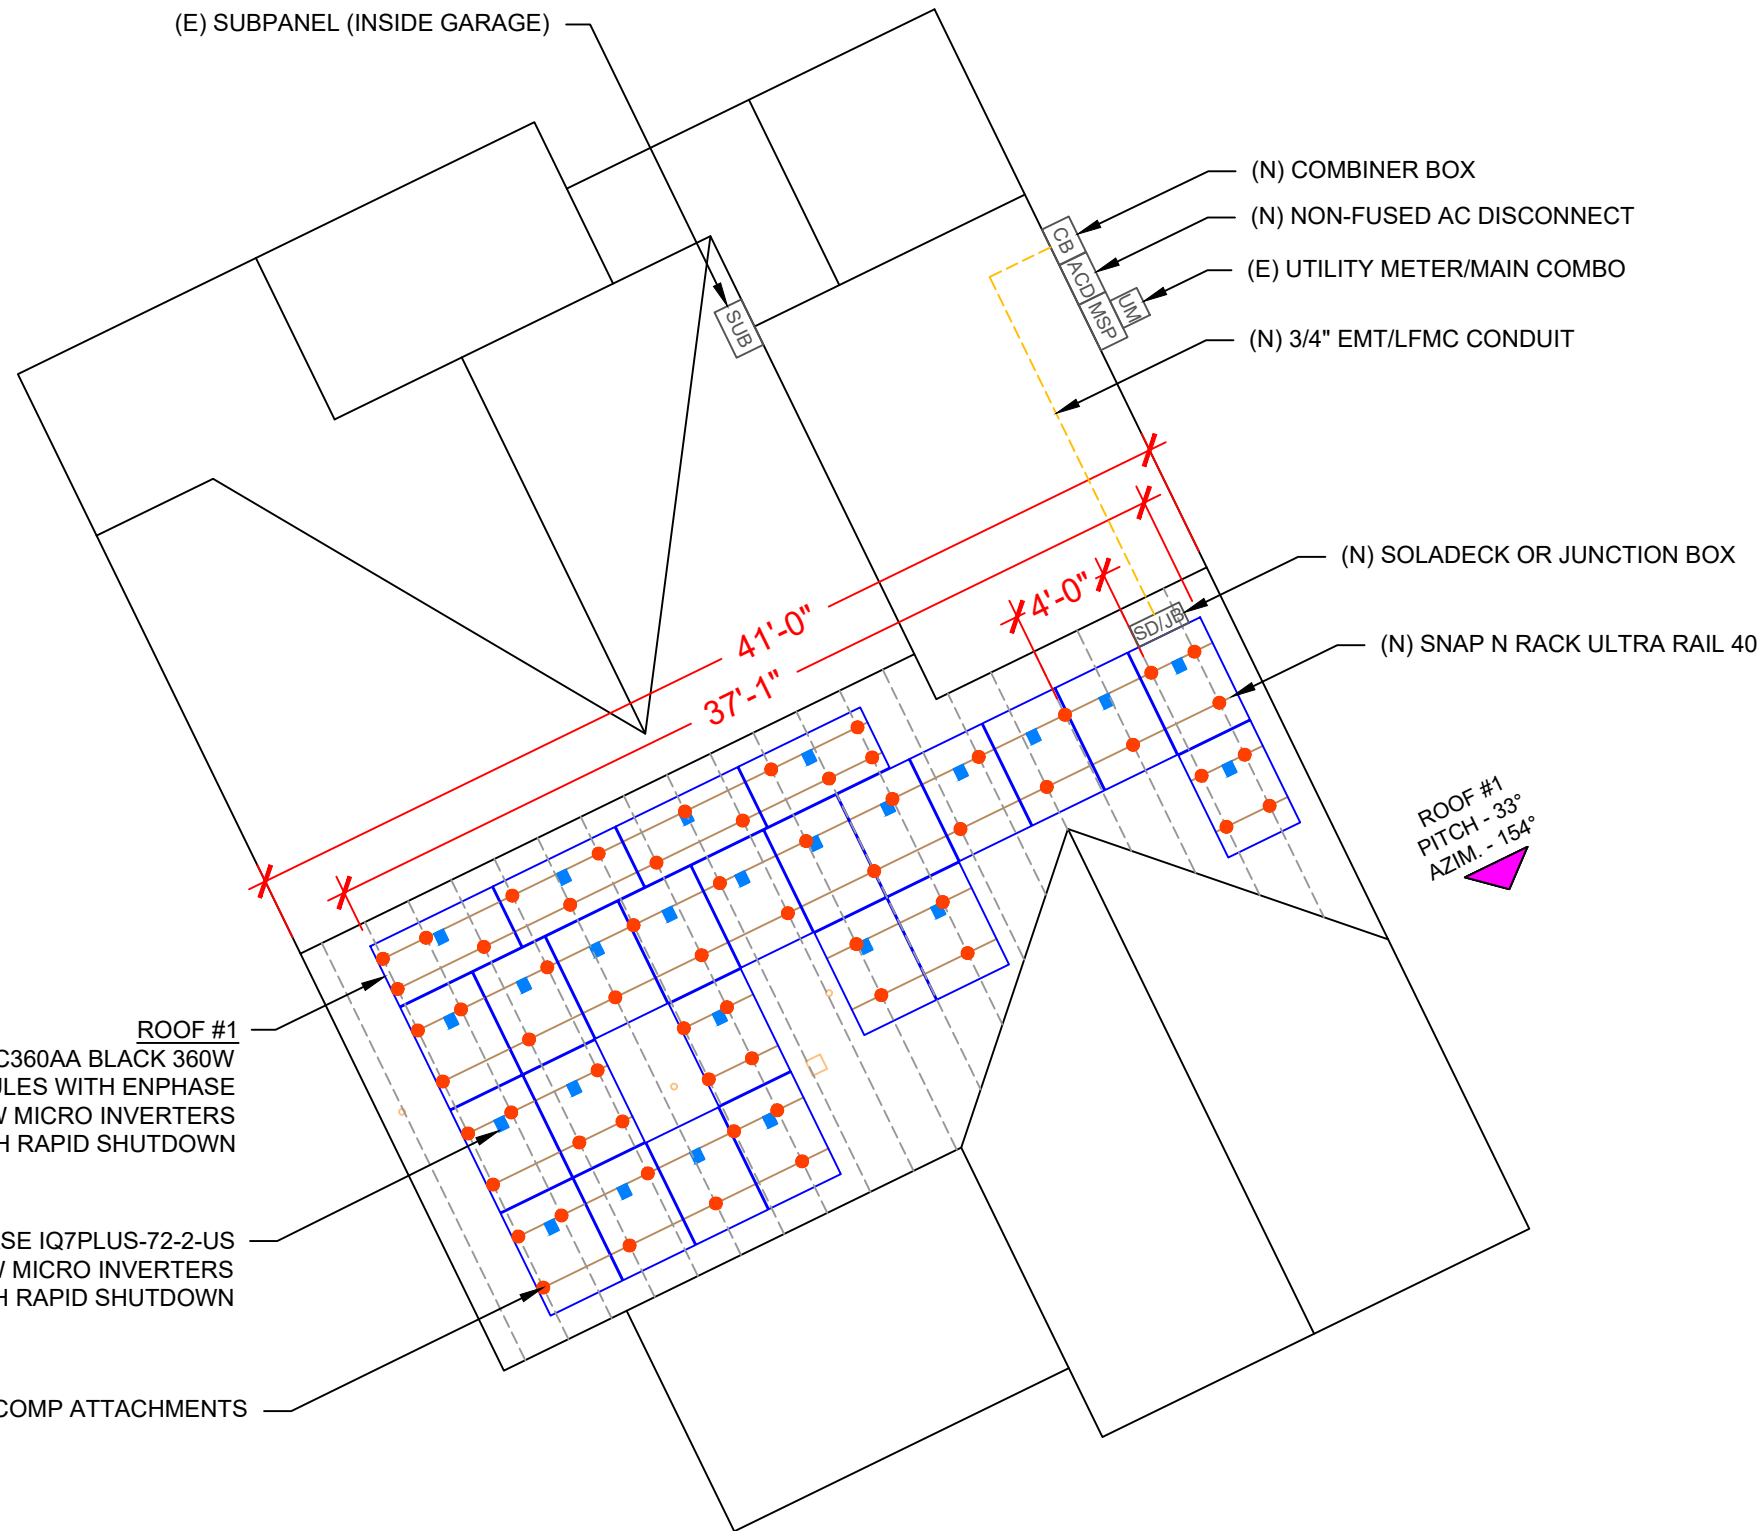 (E) SUBPANEL (INSIDE GARAGE)
(N) COMBINER BOX
(N) NON-FUSED AC DISCONNECT
(E) UTILITY METER/MAIN COMBO
(N) 3/4" EMT/LFMC CONDUIT
CB
ACD
MSP
UM
SUB
(N) SOLADECK OR JUNCTION BOX
(N) SNAP N RACK ULTRA RAIL 40
SD/JB
41'-0"
37'-1"
4'-0"
ROOF #1
PITCH - 33°
AZIM. - 154°
ROOF #1
C360AA BLACK 360W
ULES WITH ENPHASE
MICRO INVERTERS
H RAPID SHUTDOWN
SE IQ7PLUS-72-2-US
MICRO INVERTERS
H RAPID SHUTDOWN
COMP ATTACHMENTS